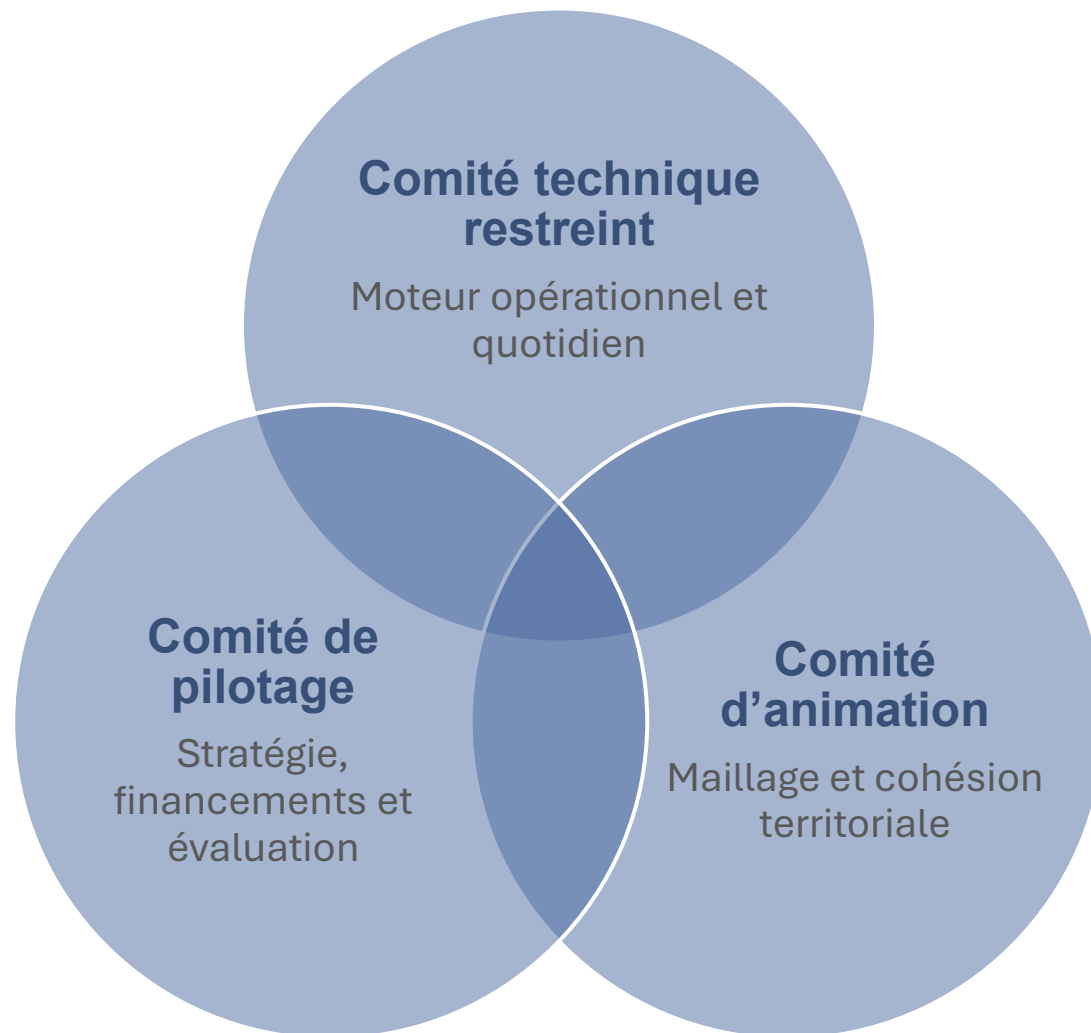 Comité technique
restreint
Moteur opérationnel et
quotidien
Comité de
pilotage
Stratégie,
financements et
évaluation
Comité
d’animation
Maillage et cohésion
territoriale